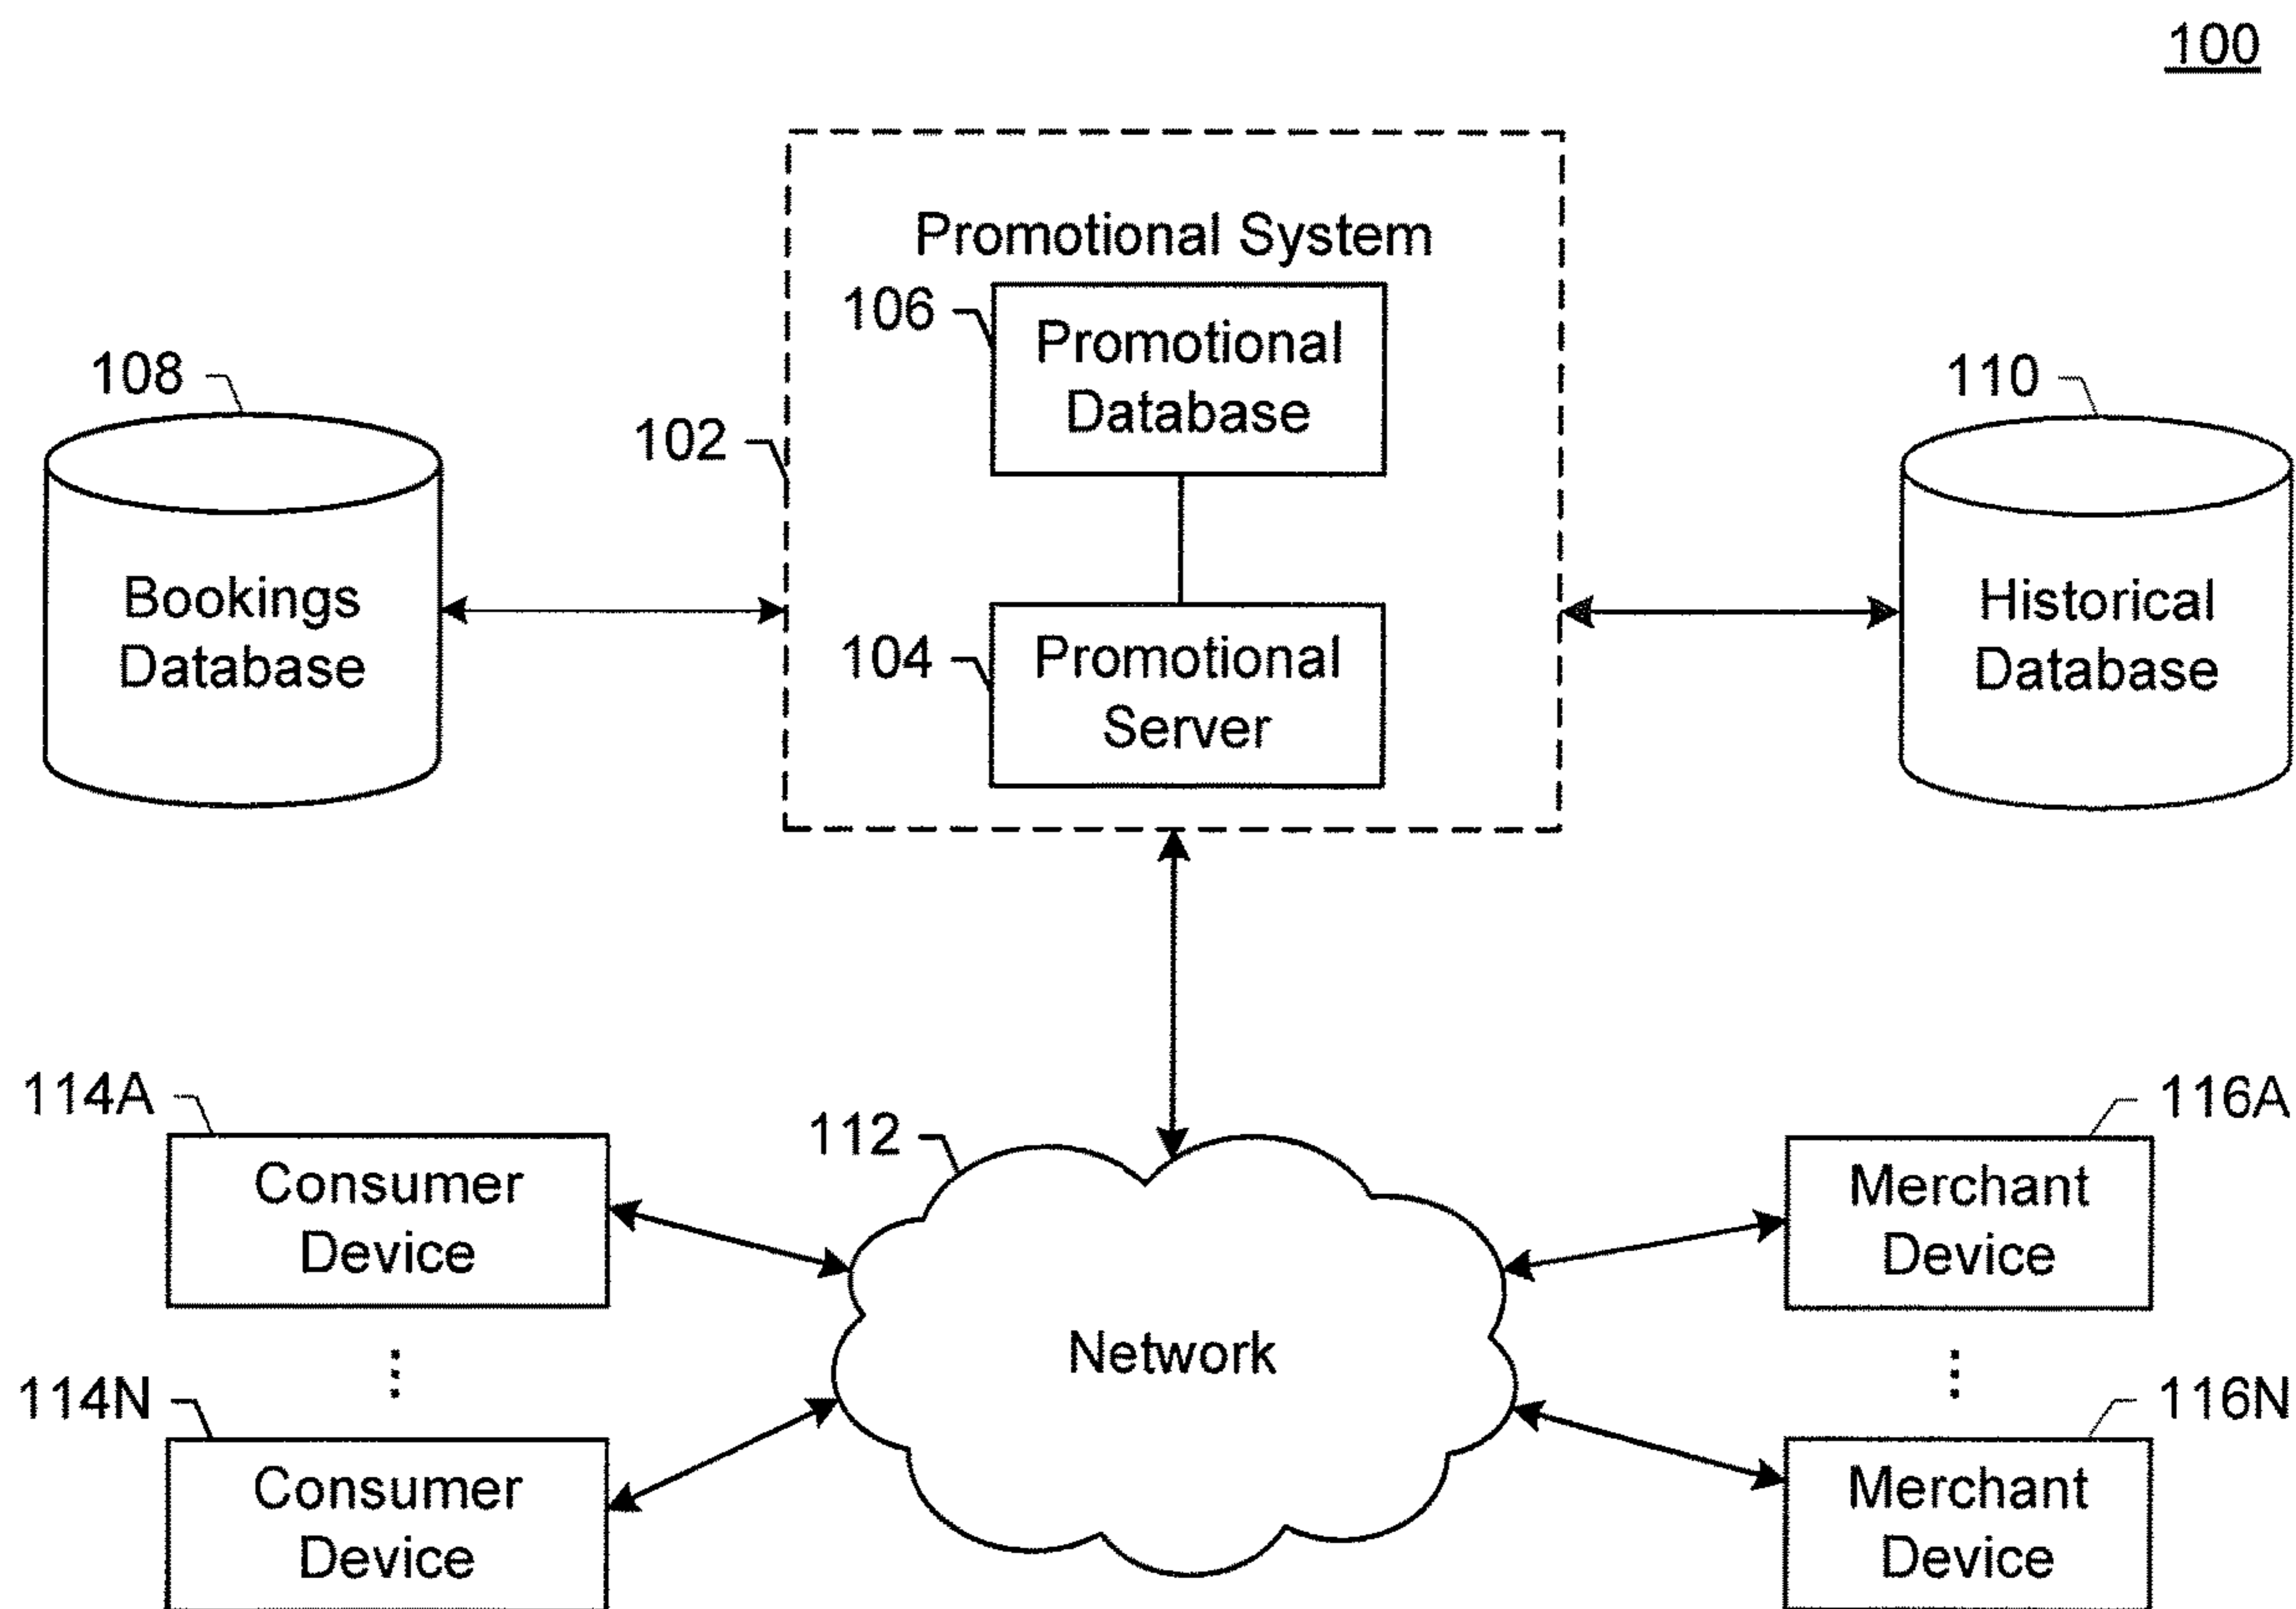 100
Promotional System
106
Promotional
Database
108
110
102
Bookings
Database
104
Promotional
Server
Historical
Database
114A
112
116A
Consumer
Device
Merchant
Device
Network
⋮
⋮
114N
116N
Consumer
Device
Merchant
Device